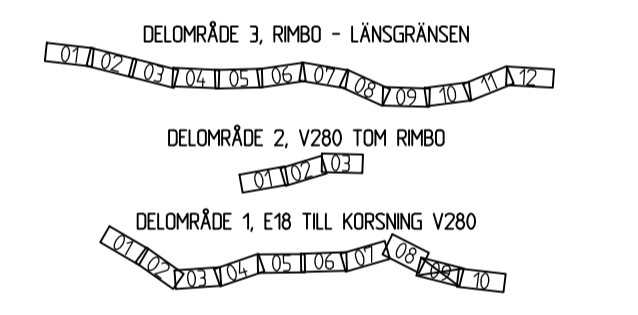 DELOMRÅDE 3, RIMBO - LÄNSGRÄNSEN
01 02 03 04 05 06 07 08 09 10 11 12
DELOMRÅDE 2, V280 TOM RIMBO
01 02 03
DELOMRÅDE 1, E18 TILL KORSNING V280
01 02 03 04 05 06 07 08 09 10